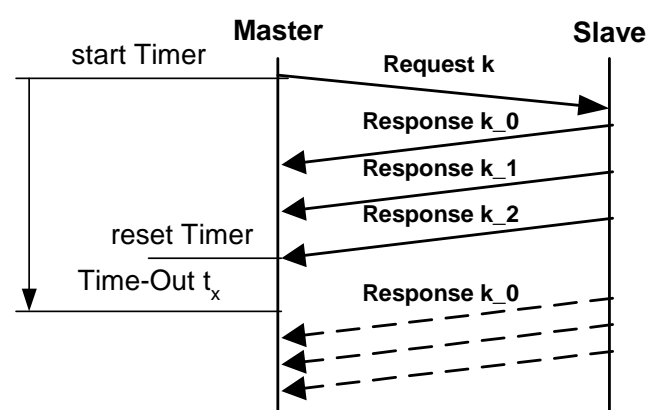 Master
Slave
start Timer
Request k
Response k_0
Response k_1
Response k_2
reset Timer
Time-Out tx
Response k_0